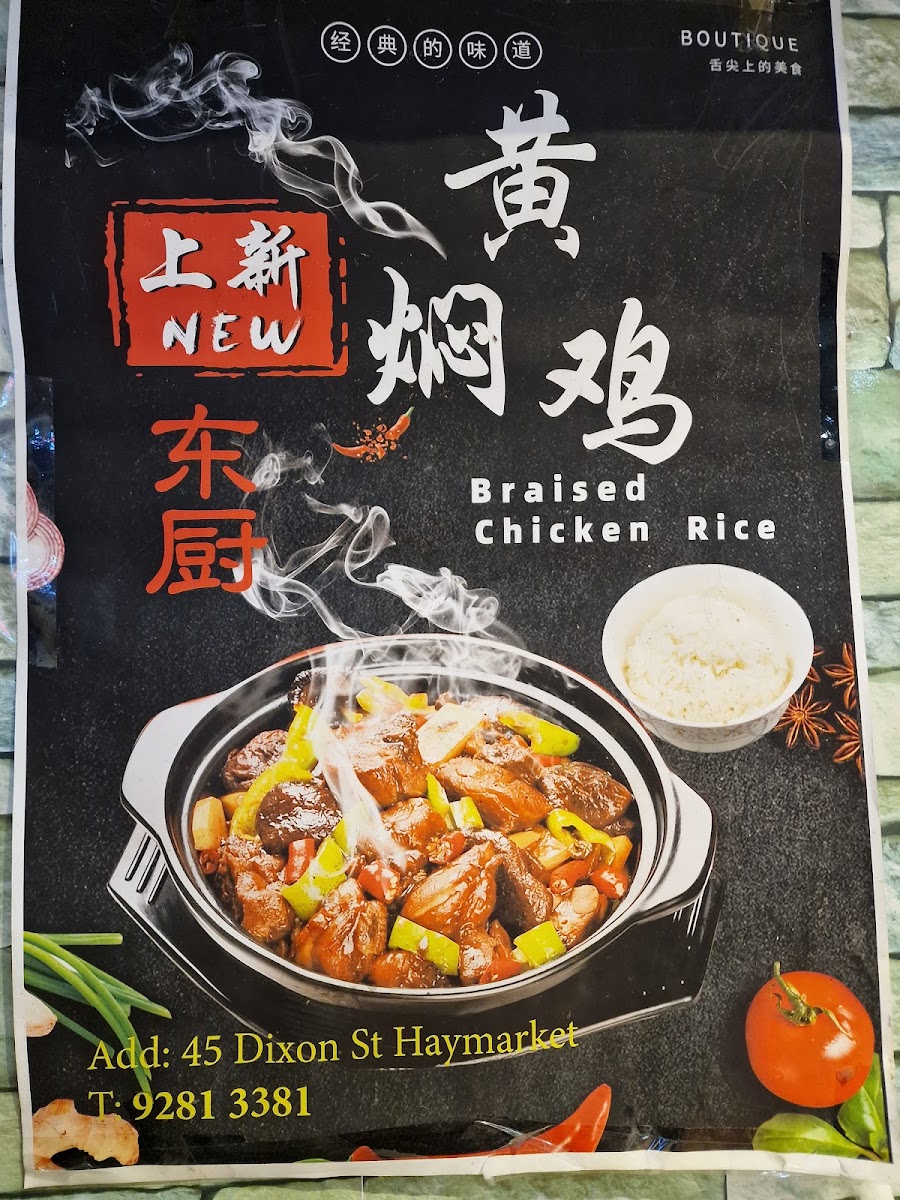 经典的味道
BOUTIQUE
舌尖上的美食
黄
焖鸡
上新
NEW
东厨
Braised
Chicken Rice
Add: 45 Dixon St Haymarket
T: 9281 3381